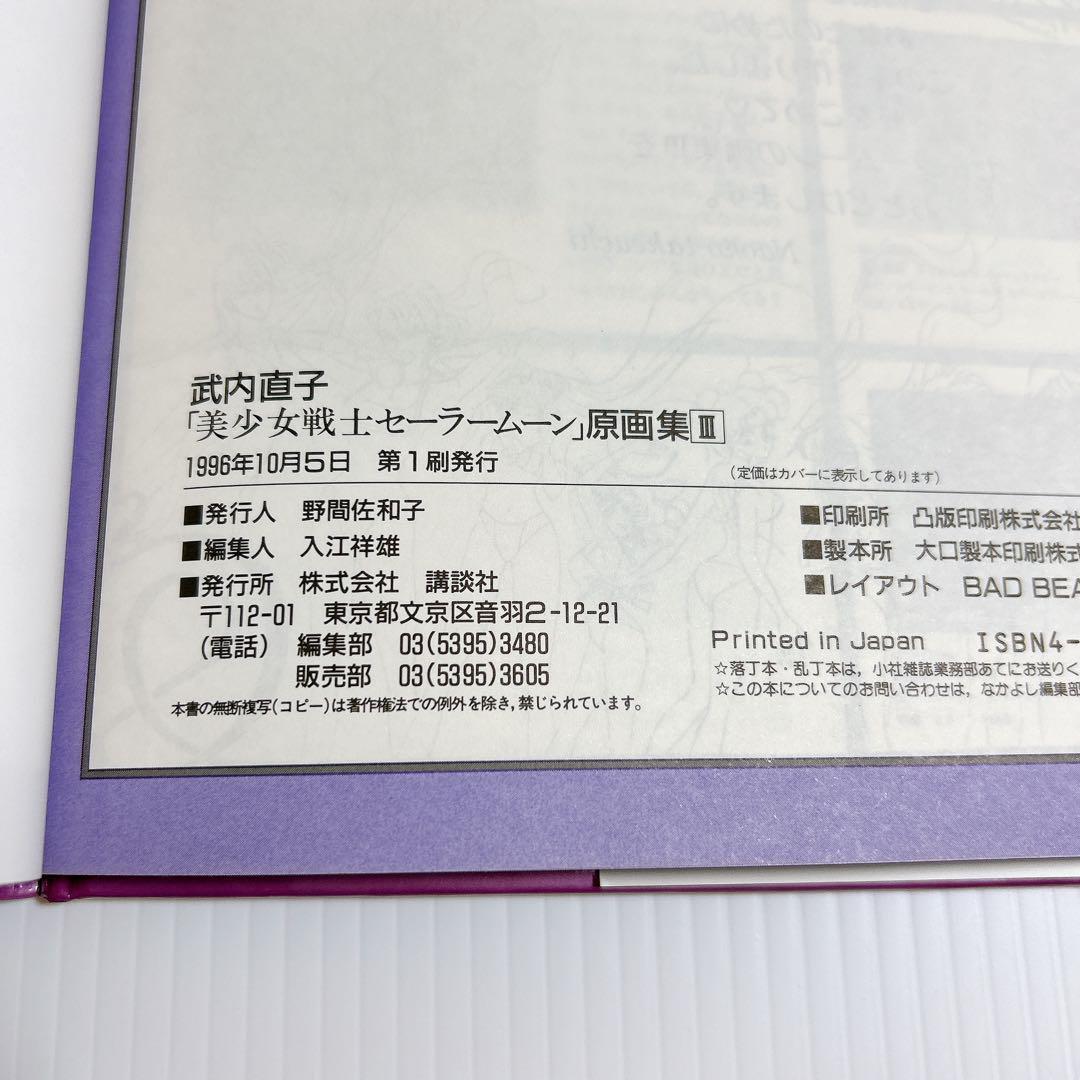 武内直子
「美少女戦士セーラームーン」原画集Ⅲ
1996年10月5日　第1刷発行
(定価はカバーに表示してあります)
■発行人　野間佐和子
■編集人　入江祥雄
■発行所　株式会社　講談社
〒112-01　東京都文京区音羽2-12-21
(電話)　編集部　03(5395)3480
販売部　03(5395)3605
本書の無断複写(コピー)は著作権法での例外を除き,禁じられています。
■印刷所　凸版印刷株式会社
■製本所　大口製本印刷株式
■レイアウト　BAD BEA
Printed in Japan　ISBN4-
☆落丁本・乱丁本は,小社雑誌業務部あてにお送りく
☆この本についてのお問い合わせは,なかよし編集部
Naoko Takeuchi